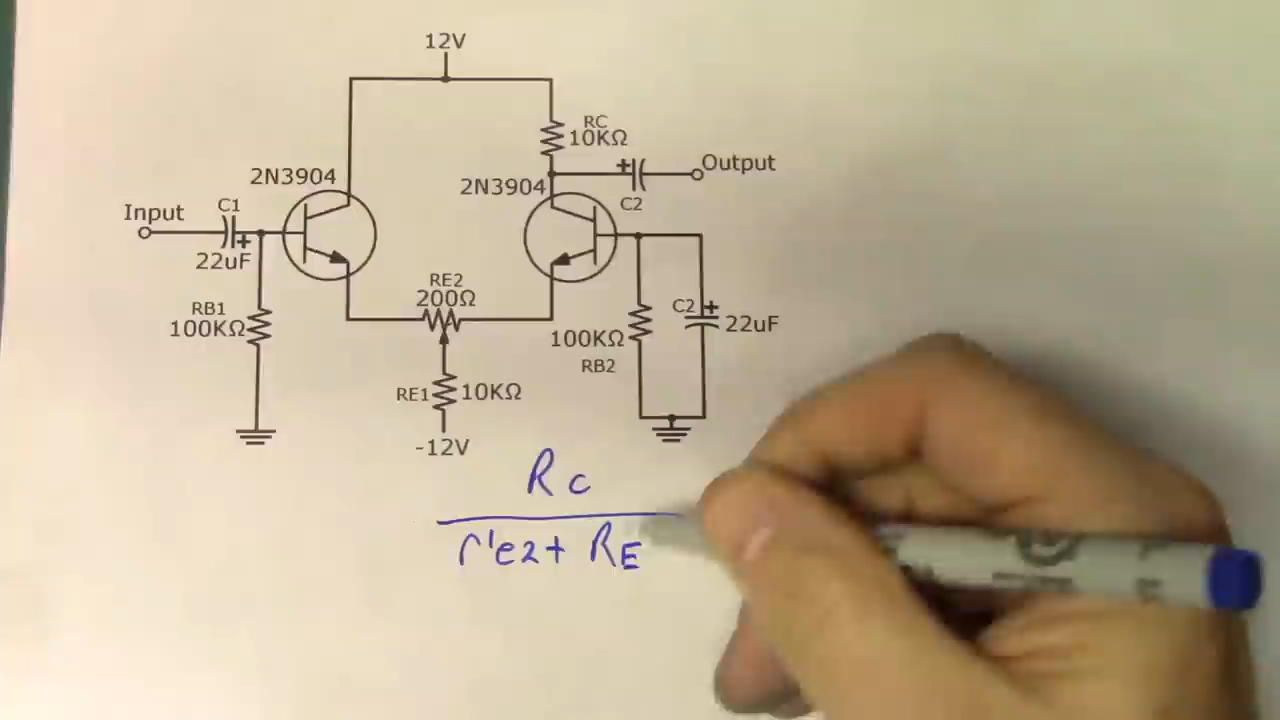 12V
RC
10KΩ
Output
2N3904
2N3904
C2
Input
C1
22uF
RE2
200Ω
RB1
100KΩ
C2
22uF
100KΩ
RB2
RE1
10KΩ
-12V
Rc
r'e2+ RE